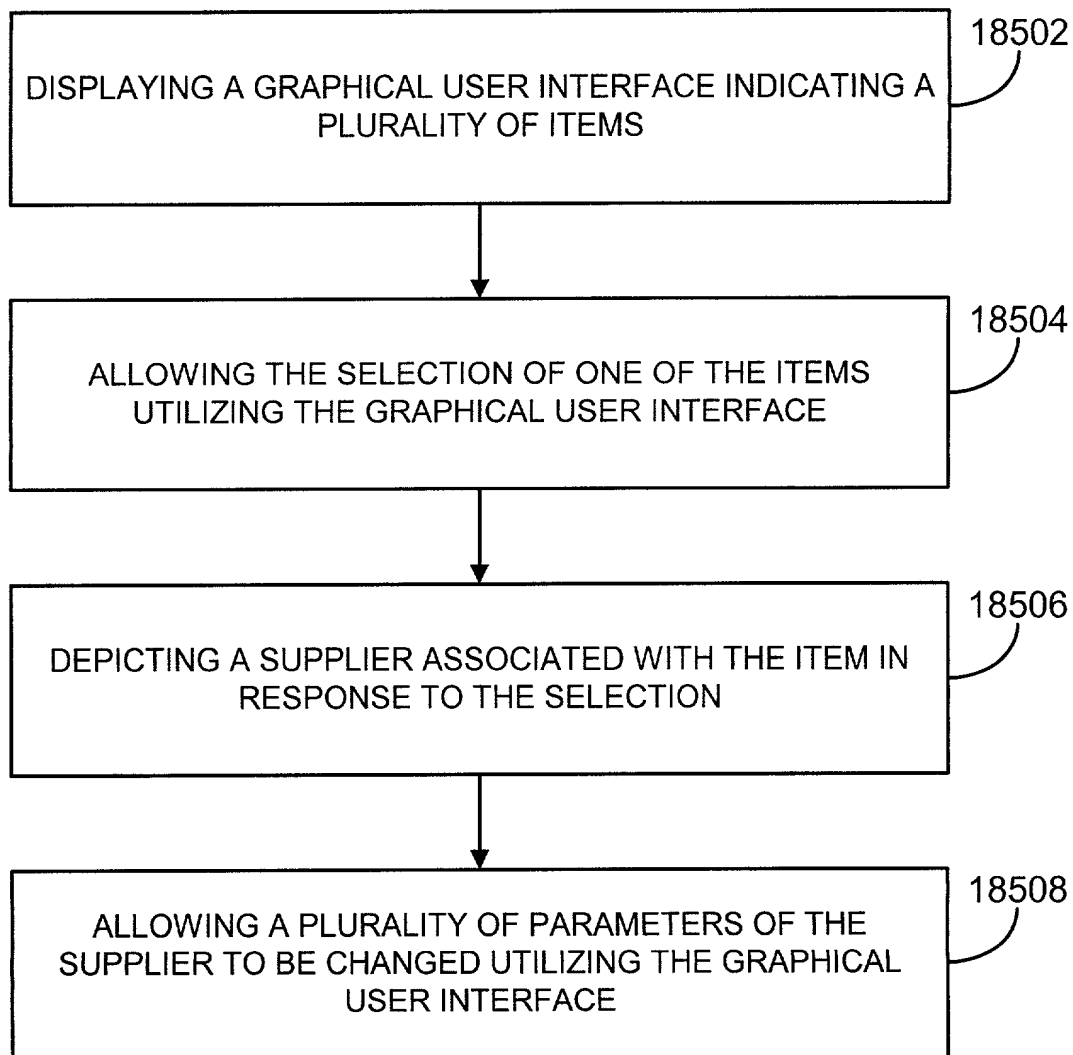 18502
DISPLAYING A GRAPHICAL USER INTERFACE INDICATING A
PLURALITY OF ITEMS
18504
ALLOWING THE SELECTION OF ONE OF THE ITEMS
UTILIZING THE GRAPHICAL USER INTERFACE
18506
DEPICTING A SUPPLIER ASSOCIATED WITH THE ITEM IN
RESPONSE TO THE SELECTION
18508
ALLOWING A PLURALITY OF PARAMETERS OF THE
SUPPLIER TO BE CHANGED UTILIZING THE GRAPHICAL
USER INTERFACE